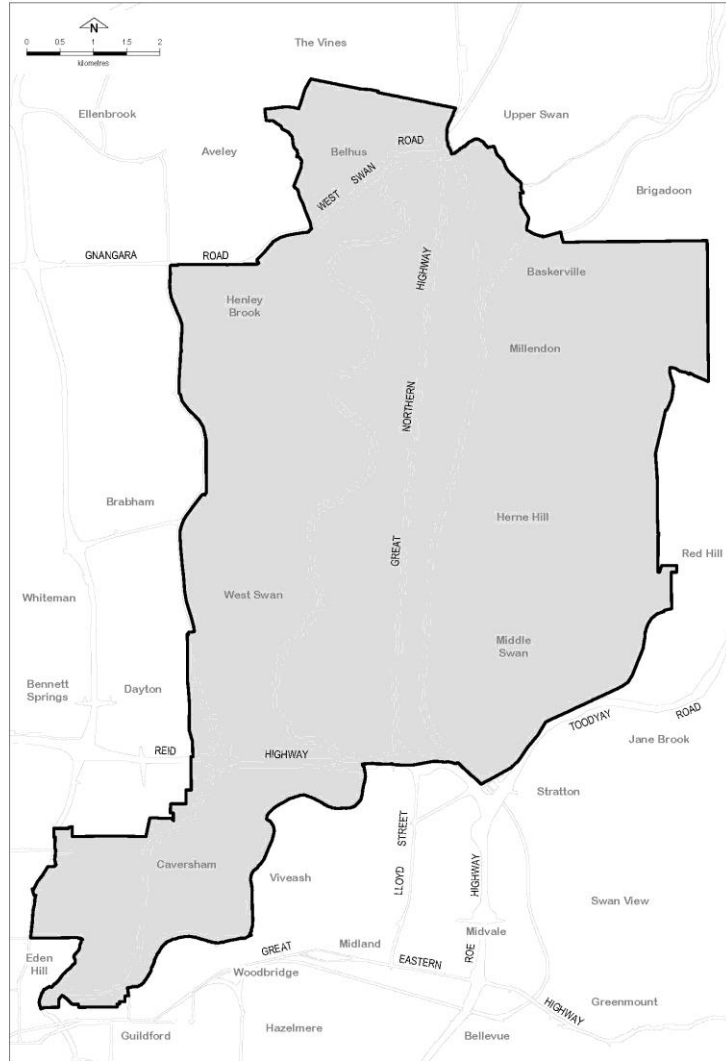 N
0 0.5 1 1.5 2
kilometres
The Vines
Ellenbrook
Upper Swan
Aveley
Belhus
ROAD
WEST SWAN
Brigadoon
GNANGARA ROAD
HIGHWAY
Baskerville
Henley
Brook
Millendon
NORTHERN
Brabham
Herne Hill
GREAT
Red Hill
Whiteman
West Swan
Middle
Swan
Bennett
Springs
Dayton
TOODYAY ROAD
Jane Brook
REID HIGHWAY
Stratton
LLOYD STREET
Caversham
Viveash
HIGHWAY
Swan View
Eden
Hill
GREAT
Midland
EASTERN
ROE
Midvale
Woodbridge
HIGHWAY
Greenmount
Guildford
Hazelmere
Bellevue